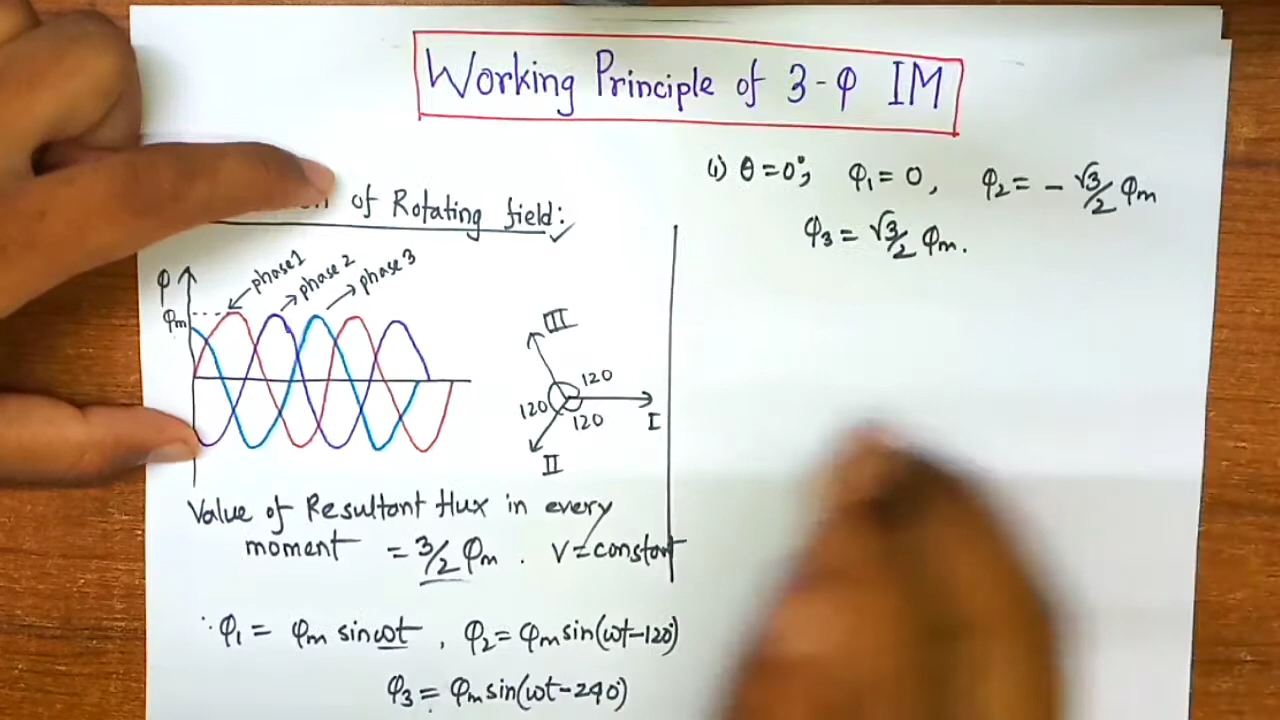 Working Principle of 3-φ IM
of Rotating field:
φ
φm
phase1
phase 2
phase 3
III
120
120
120
I
II
Value of Resultant flux in every
moment = 3/2 φm . V=constant
∵ φ1 = φm sinωt , φ2= φm sin(ωt-120°)
φ3 = φm sin(ωt-240°)
(i) θ=0°, φ1=0, φ2= - √3/2 φm
φ3 = √3/2 φm.